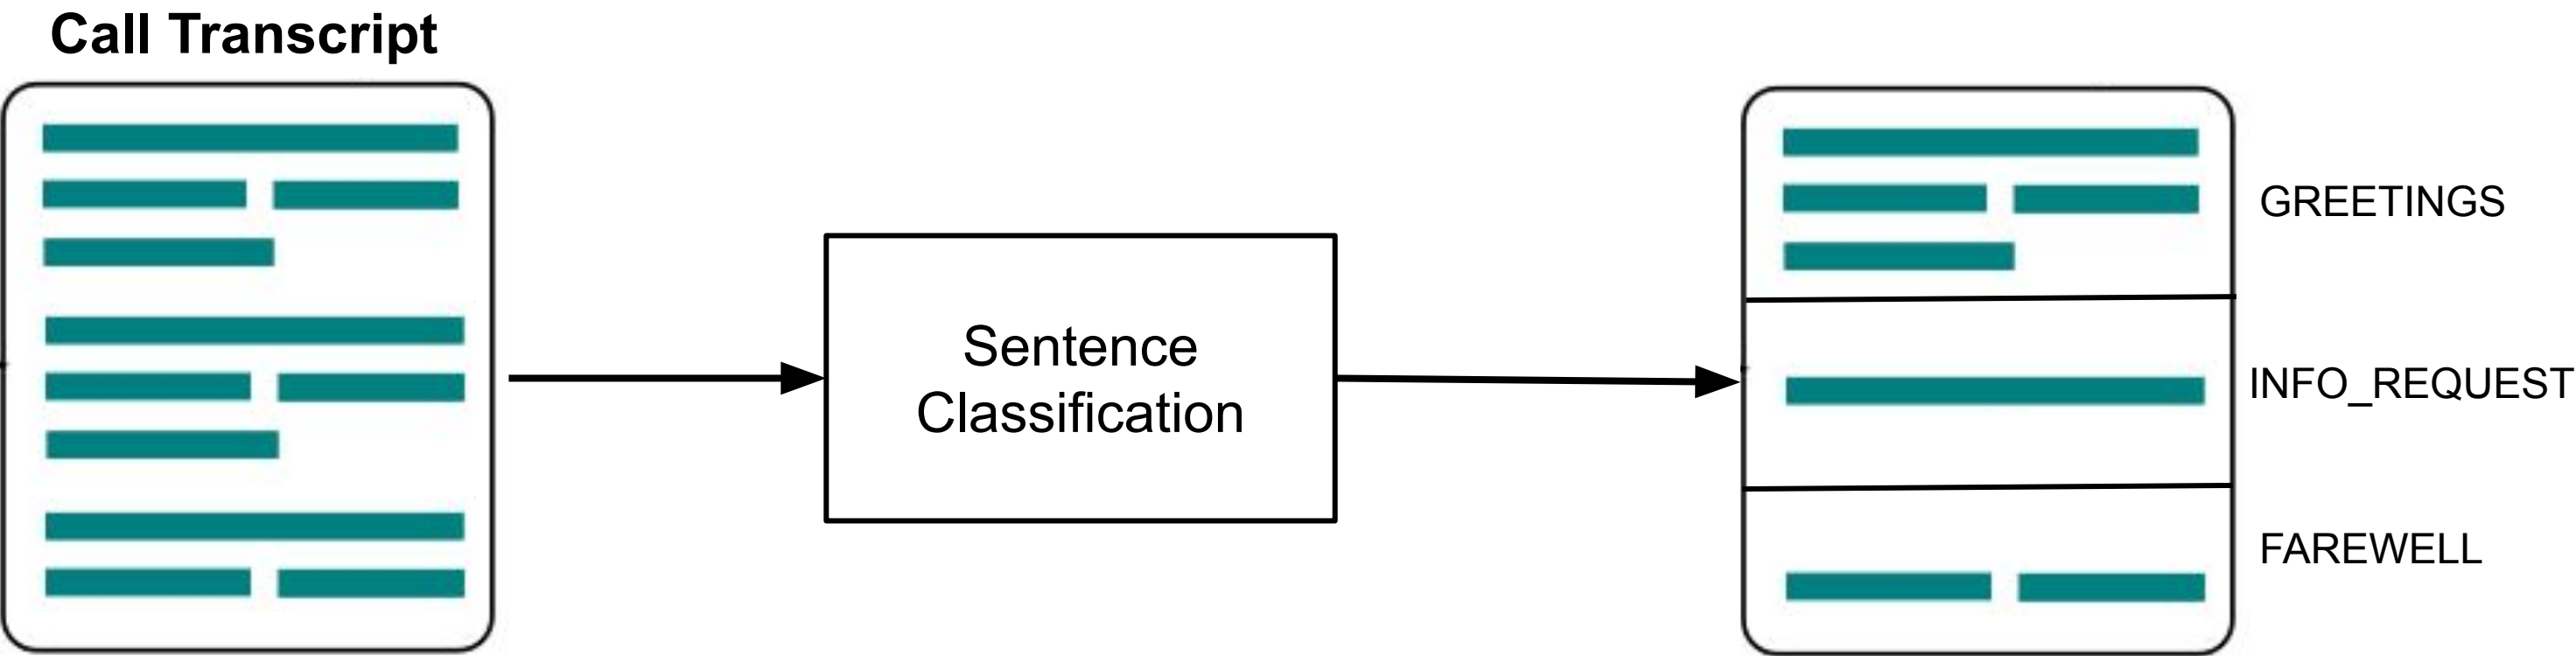 Call Transcript
Sentence
Classification
GREETINGS
INFO_REQUEST
FAREWELL